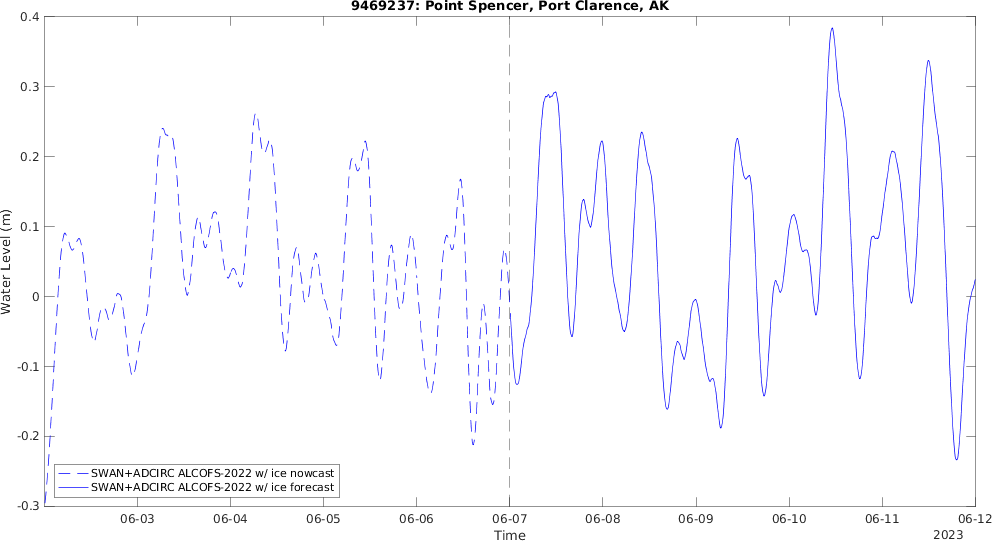 9469237: Point Spencer, Port Clarence, AK
0.4
0.3
0.2
0.1
0
-0.1
-0.2
-0.3
Water Level (m)
SWAN+ADCIRC ALCOFS-2022 w/ ice nowcast
SWAN+ADCIRC ALCOFS-2022 w/ ice forecast
06-03 06-04 06-05 06-06 06-07 06-08 06-09 06-10 06-11 06-12
Time
2023